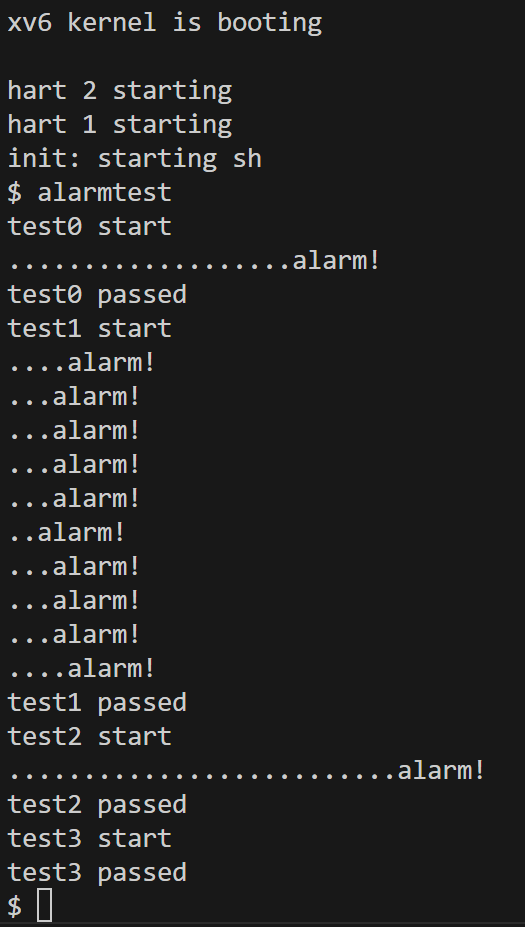 xv6 kernel is booting

hart 2 starting
hart 1 starting
init: starting sh
$ alarmtest
test0 start
...................alarm!
test0 passed
test1 start
....alarm!
...alarm!
...alarm!
...alarm!
...alarm!
..alarm!
...alarm!
...alarm!
...alarm!
....alarm!
test1 passed
test2 start
..........................alarm!
test2 passed
test3 start
test3 passed
$